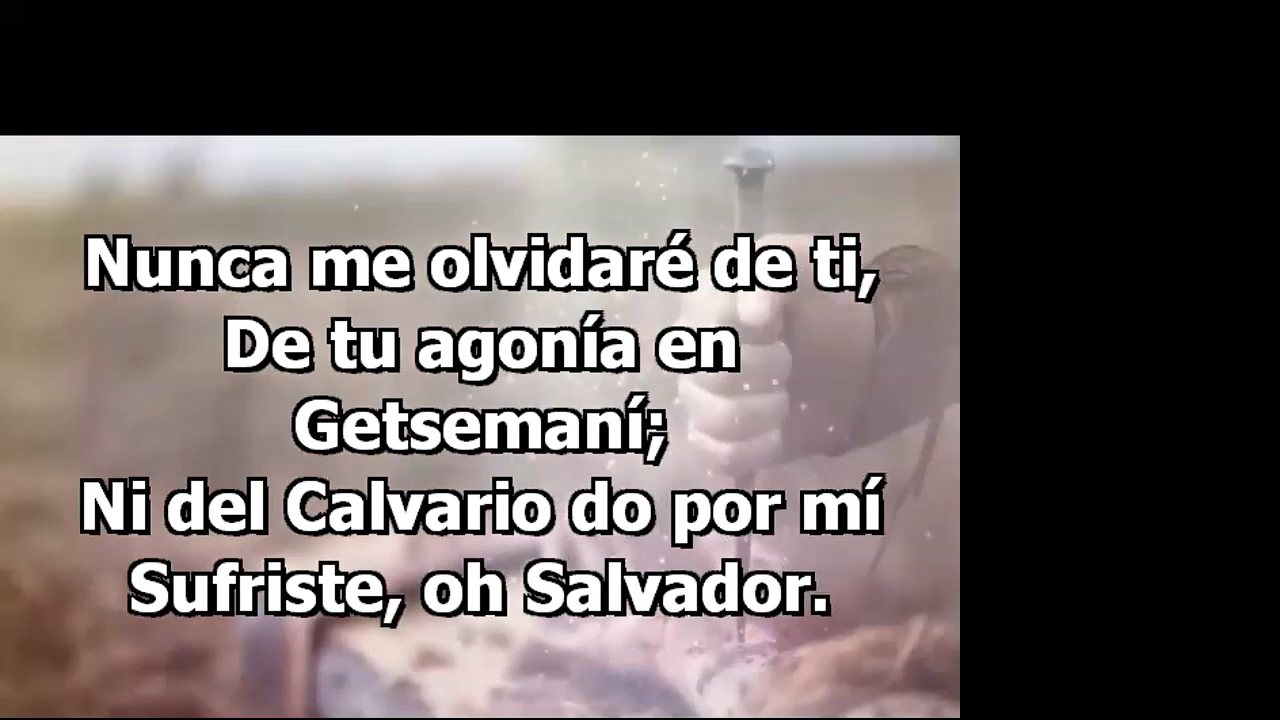 Nunca me olvidaré de ti,
De tu agonía en
Getsemaní;
Ni del Calvario do por mí
Sufriste, oh Salvador.